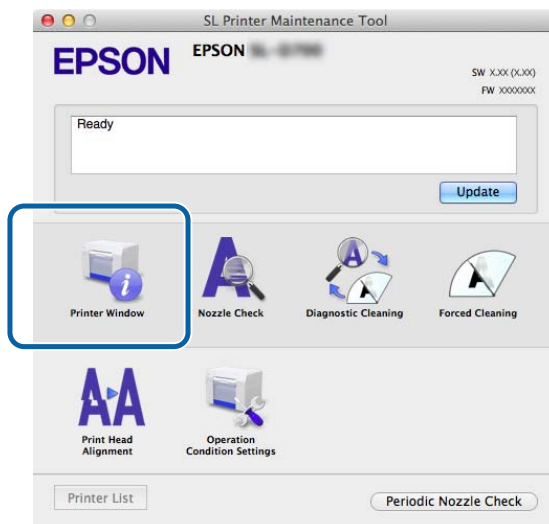 SL Printer Maintenance Tool
EPSON
EPSON
SW X.XX (X.XX)
FW XXXXXXX
Ready
Update
Printer Window
Nozzle Check
Diagnostic Cleaning
Forced Cleaning
Print Head
Alignment
Operation
Condition Settings
Printer List
Periodic Nozzle Check